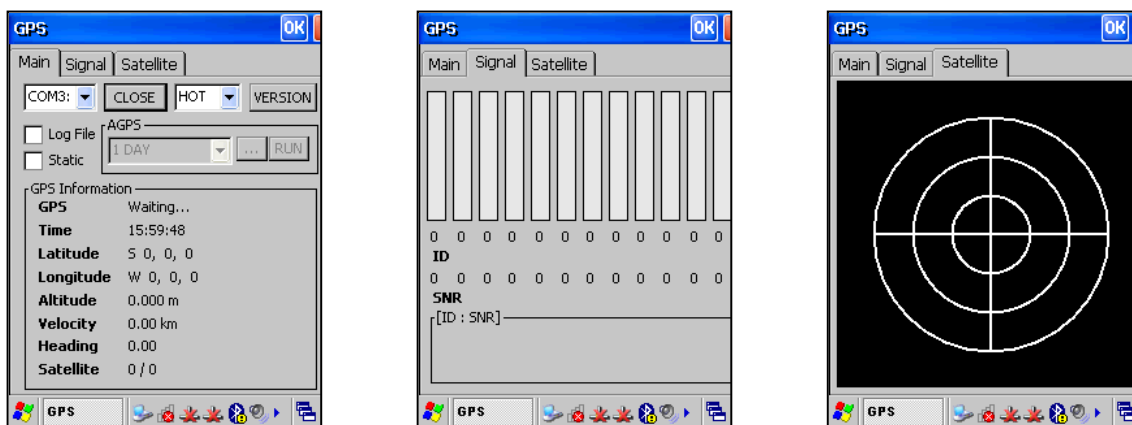 GPS OK
Main Signal Satellite
COM3: CLOSE HOT VERSION
Log File
Static
AGPS
1 DAY ... RUN
GPS Information
GPS Waiting...
Time 15:59:48
Latitude S 0, 0, 0
Longitude W 0, 0, 0
Altitude 0.000 m
Velocity 0.00 km
Heading 0.00
Satellite 0 / 0
GPS
GPS OK
Main Signal Satellite
0 0 0 0 0 0 0 0 0 0 0 0
ID
0 0 0 0 0 0 0 0 0 0 0 0
SNR
[ID : SNR]
GPS
GPS OK
Main Signal Satellite
GPS